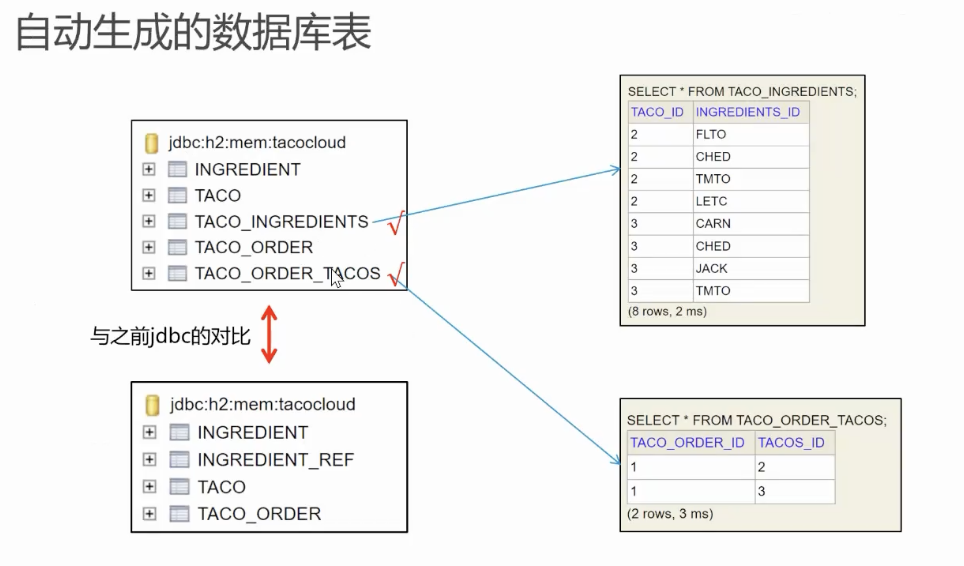 自动生成的数据库表
jdbc:h2:mem:tacocloud
INGREDIENT
TACO
TACO_INGREDIENTS
TACO_ORDER
TACO_ORDER_TACOS
与之前jdbc的对比
jdbc:h2:mem:tacocloud
INGREDIENT
INGREDIENT_REF
TACO
TACO_ORDER
SELECT * FROM TACO_INGREDIENTS;
TACO_ID INGREDIENTS_ID
2 FLTO
2 CHED
2 TMTO
2 LETC
3 CARN
3 CHED
3 JACK
3 TMTO
(8 rows, 2 ms)
SELECT * FROM TACO_ORDER_TACOS;
TACO_ORDER_ID TACOS_ID
1 2
1 3
(2 rows, 3 ms)